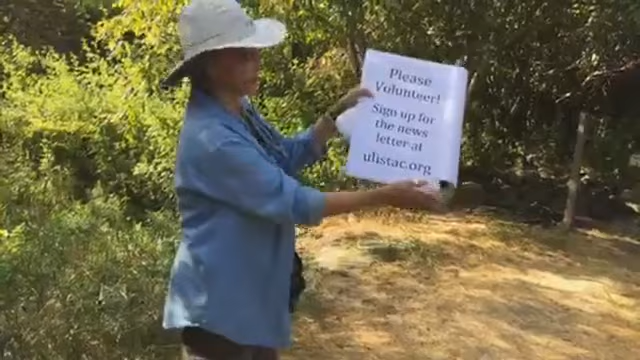 Please
Volunteer!
Sign up for
the news
letter at
ulistac.org